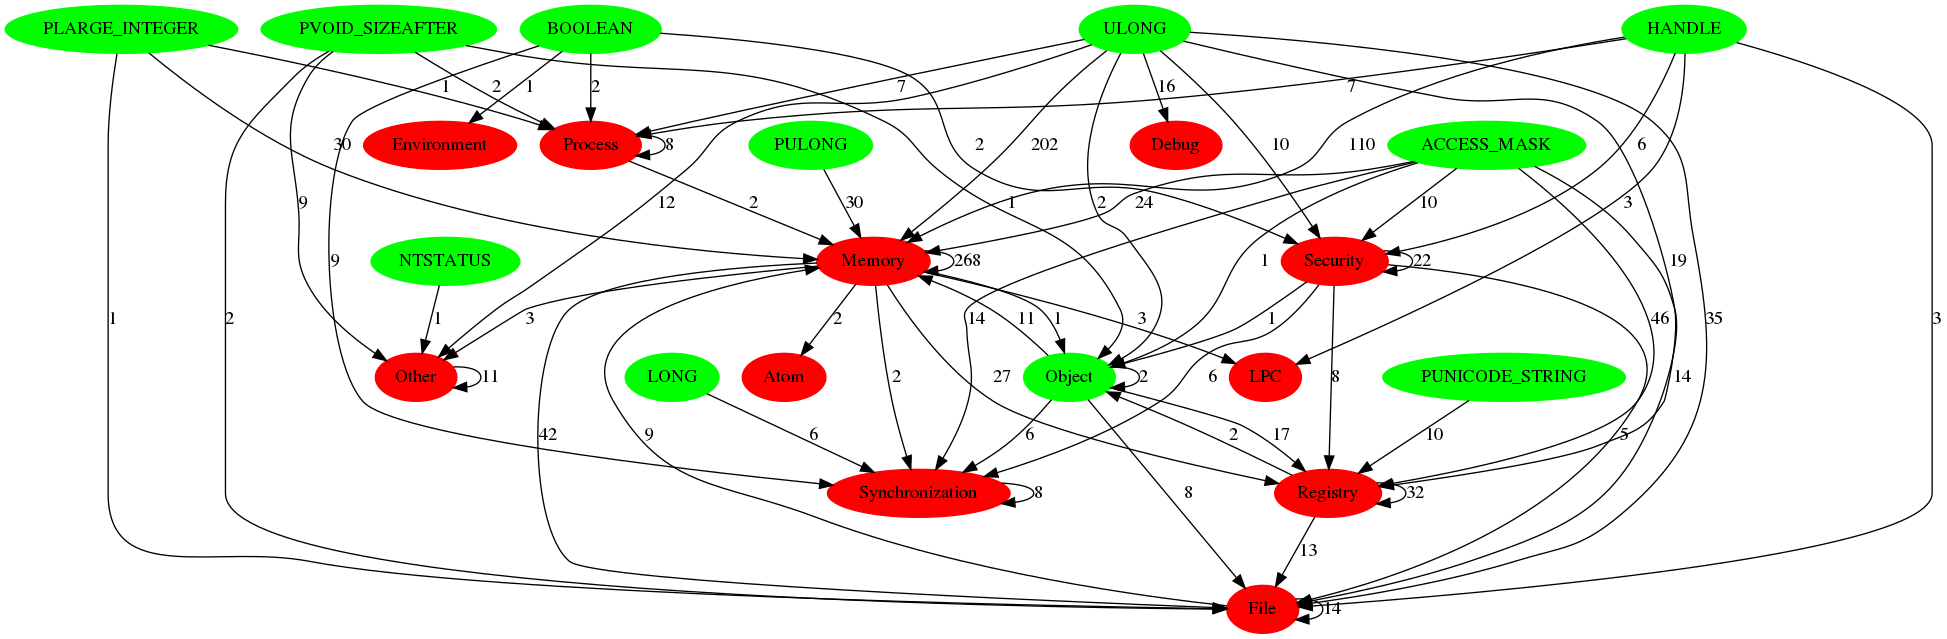 PLARGE_INTEGER PVOID_SIZEAFTER BOOLEAN ULONG HANDLE
1 2 1 2 7 16 7
Environment Process 8 PULONG Debug ACCESS_MASK
30 2 202 10 110 6
9 12 2 30 1 2 24 10 3
NTSTATUS Memory 268 Security 22
9 1 19
1 2 1 3 2 14 11 1 3 1 46 35 3
Other 11 LONG Atom Object 2 LPC 8 PUNICODE_STRING
2 27 6 14
42 9 6 6 2 17 5 10
Synchronization 8 8 Registry 32
13
File 14